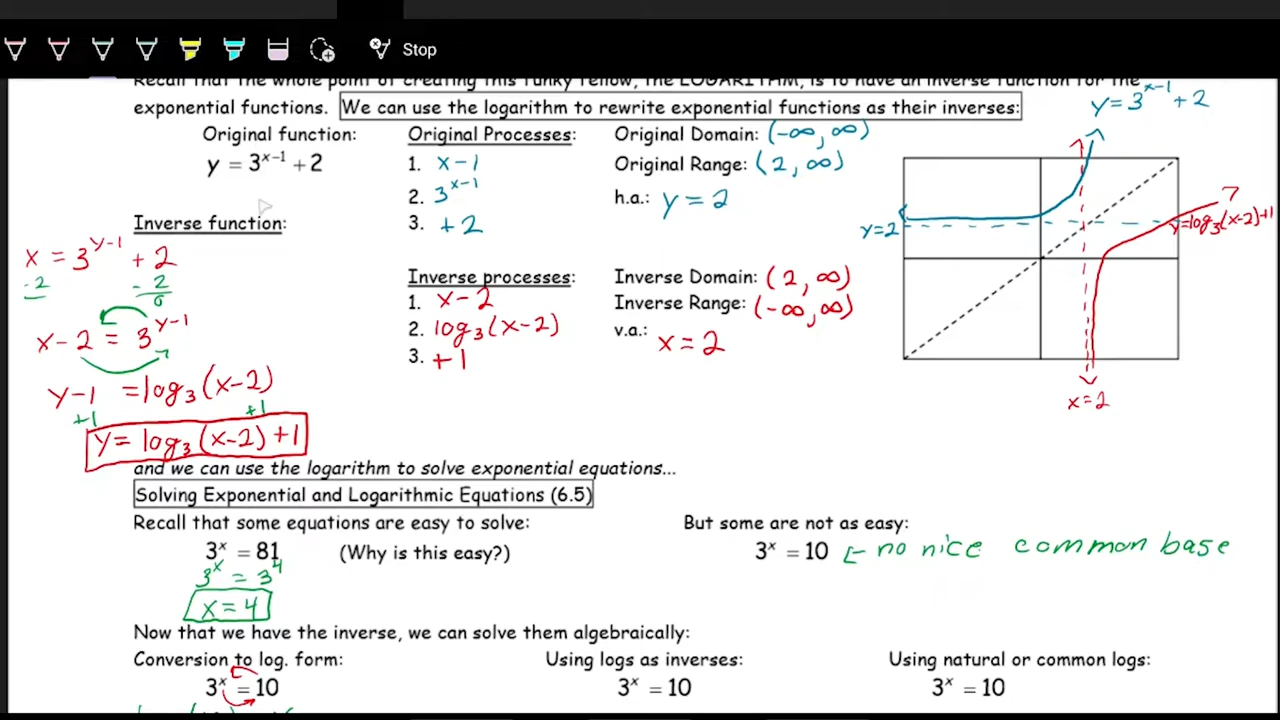 Stop
Recall that the whole point of creating this funky fellow, the LOGARITHM, is to have an inverse function for the
exponential functions. We can use the logarithm to rewrite exponential functions as their inverses:
y = 3^(x-1) + 2
Original function:
y = 3^(x-1) + 2
Original Processes:
1. x-1
2. 3^(x-1)
3. +2
Original Domain: (-∞, ∞)
Original Range: (2, ∞)
h.a.: y = 2
y=2
y=log₃(x-2)+1
x=2
Inverse function:
x = 3^(y-1) + 2
-2 -2
0
x-2 = 3^(y-1)
y-1 = log₃(x-2)
+1 +1
y = log₃(x-2)+1
Inverse processes:
1. x-2
2. log₃(x-2)
3. +1
Inverse Domain: (2, ∞)
Inverse Range: (-∞, ∞)
v.a.: x = 2
and we can use the logarithm to solve exponential equations...
Solving Exponential and Logarithmic Equations (6.5)
Recall that some equations are easy to solve:
3^x = 81 (Why is this easy?)
3^x = 3^4
x = 4
But some are not as easy:
3^x = 10 no nice common base
Now that we have the inverse, we can solve them algebraically:
Conversion to log. form:
3^x = 10
Using logs as inverses:
3^x = 10
Using natural or common logs:
3^x = 10